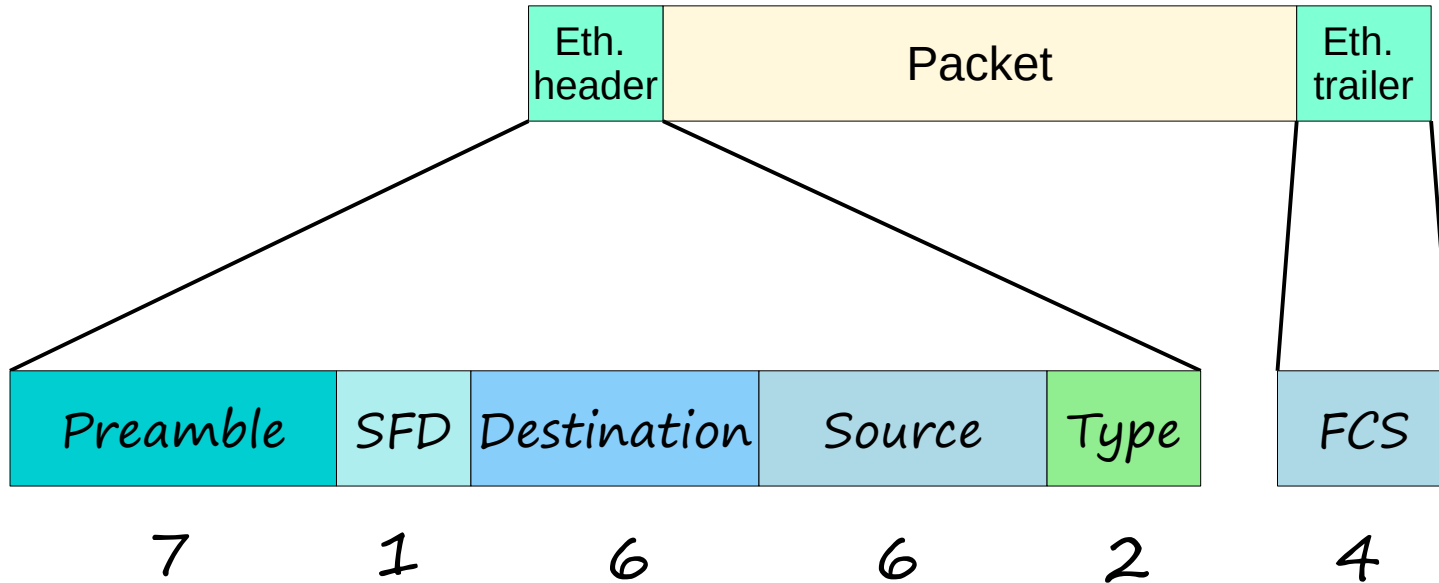 Eth.
header
Packet
Eth.
trailer
Preamble SFD Destination Source Type FCS
7 1 6 6 2 4